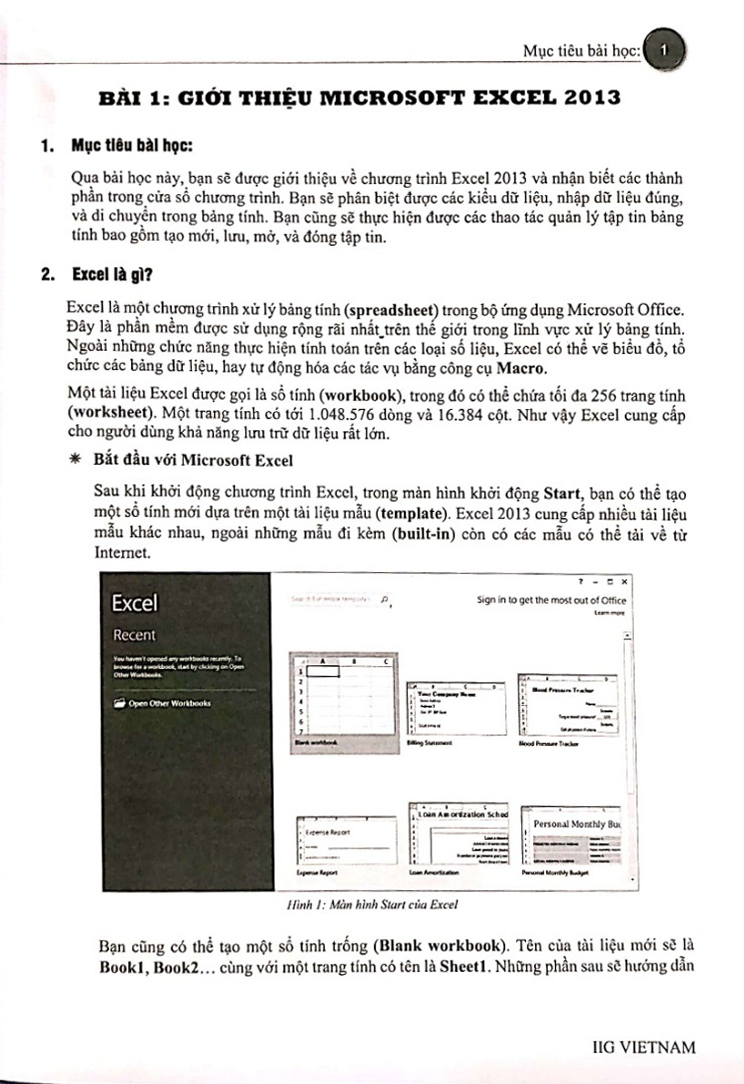 Mục tiêu bài học: 1
BÀI 1: GIỚI THIỆU MICROSOFT EXCEL 2013
1. Mục tiêu bài học:
Qua bài học này, bạn sẽ được giới thiệu về chương trình Excel 2013 và nhận biết các thành
phần trong cửa sổ chương trình. Bạn sẽ phân biệt được các kiểu dữ liệu, nhập dữ liệu đúng,
và di chuyển trong bảng tính. Bạn cũng sẽ thực hiện được các thao tác quản lý tập tin bảng
tính bao gồm tạo mới, lưu, mở, và đóng tập tin.
2. Excel là gì?
Excel là một chương trình xử lý bảng tính (spreadsheet) trong bộ ứng dụng Microsoft Office.
Đây là phần mềm được sử dụng rộng rãi nhất trên thế giới trong lĩnh vực xử lý bảng tính.
Ngoài những chức năng thực hiện tính toán trên các loại số liệu, Excel có thể vẽ biểu đồ, tổ
chức các bảng dữ liệu, hay tự động hóa các tác vụ bằng công cụ Macro.
Một tài liệu Excel được gọi là sổ tính (workbook), trong đó có thể chứa tối đa 256 trang tính
(worksheet). Một trang tính có tới 1.048.576 dòng và 16.384 cột. Như vậy Excel cung cấp
cho người dùng khả năng lưu trữ dữ liệu rất lớn.
* Bắt đầu với Microsoft Excel
Sau khi khởi động chương trình Excel, trong màn hình khởi động Start, bạn có thể tạo
một sổ tính mới dựa trên một tài liệu mẫu (template). Excel 2013 cung cấp nhiều tài liệu
mẫu khác nhau, ngoài những mẫu đi kèm (built-in) còn có các mẫu có thể tải về từ
Internet.
Excel
Recent
You haven't opened any workbooks recently. To
browse for a workbook, start by clicking on Open
Other Workbooks.
Open Other Workbooks
Sign in to get the most out of Office
Learn more
A B C
1
2
3
4
5
6
7
Blank workbook
Your Company Name
Billing Statement
Blood Pressure Tracker
Blood Pressure Tracker
Expense Report
Expense Report
Loan Amortization Sched
Loan Amortization
Personal Monthly Bu
Personal Monthly Budget
Hình 1: Màn hình Start của Excel
Bạn cũng có thể tạo một sổ tính trống (Blank workbook). Tên của tài liệu mới sẽ là
Book1, Book2… cùng với một trang tính có tên là Sheet1. Những phần sau sẽ hướng dẫn
IIG VIETNAM